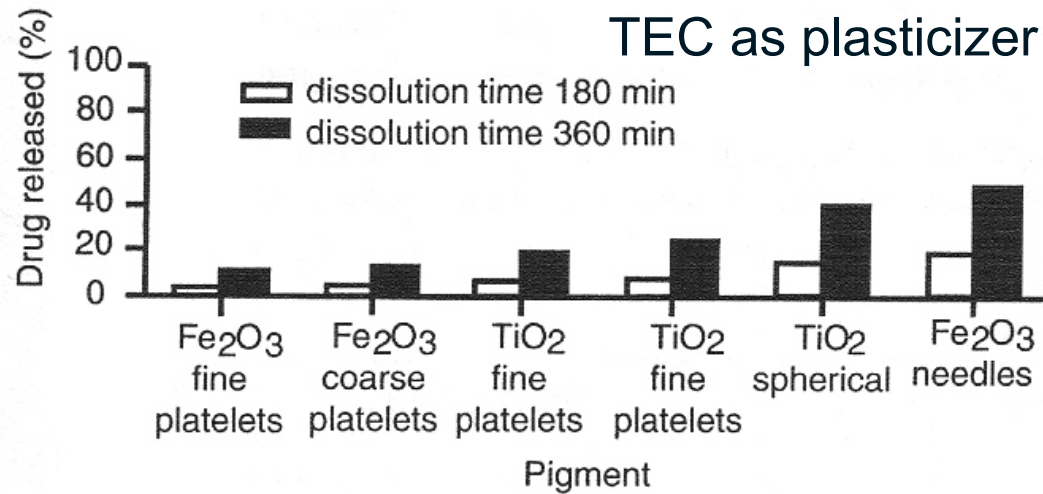 TEC as plasticizer
Drug released (%)
100
80
60
40
20
0
dissolution time 180 min
dissolution time 360 min
Fe2O3 fine platelets
Fe2O3 coarse platelets
TiO2 fine platelets
TiO2 fine platelets
TiO2 spherical
Fe2O3 needles
Pigment